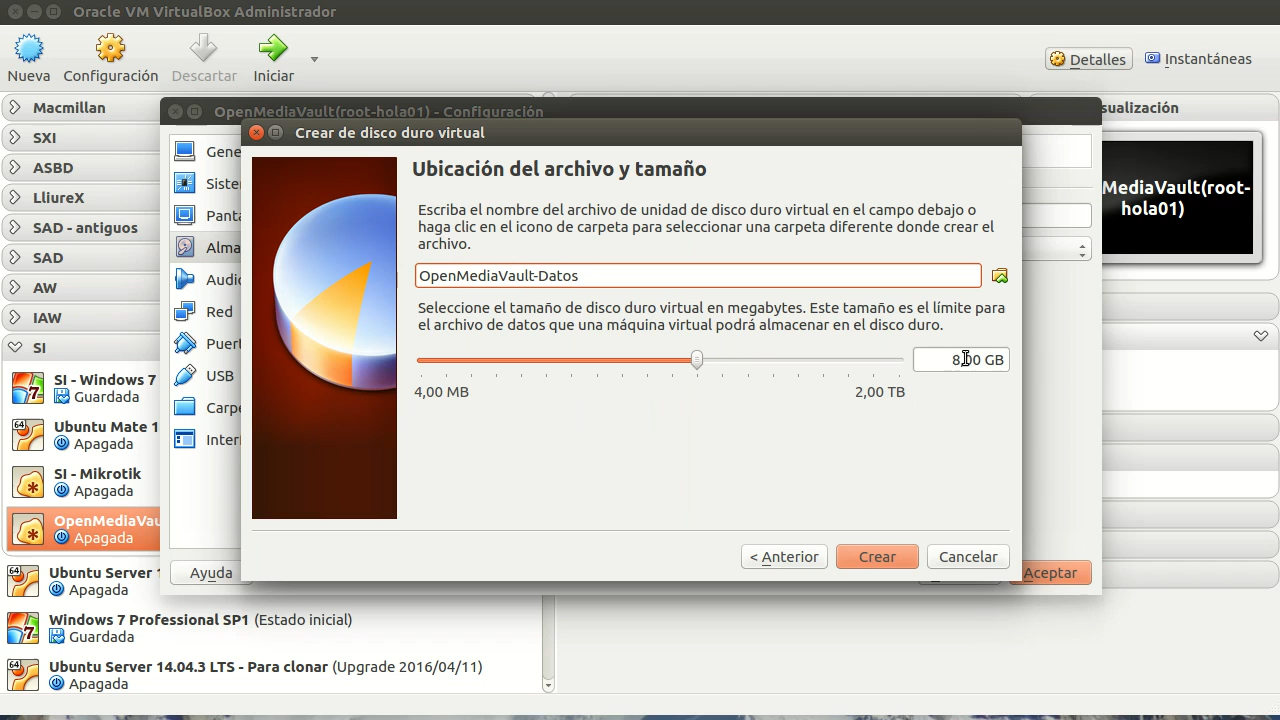 Oracle VM VirtualBox Administrador
Nueva
Configuración
Descartar
Iniciar
Detalles
Instantáneas
Macmillan
SXI
ASBD
LliureX
SAD - antiguos
SAD
AW
IAW
SI
SI - Windows 7
Guardada
Ubuntu Mate 1
Apagada
SI - Mikrotik
Apagada
OpenMediaVau
Apagada
Ubuntu Server 1
Apagada
Windows 7 Professional SP1 (Estado inicial)
Guardada
Ubuntu Server 14.04.3 LTS - Para clonar (Upgrade 2016/04/11)
Apagada
OpenMediaVault(root-hola01) - Configuración
Gene
Sister
Panta
Alma
Audio
Red
Puert
USB
Carpe
Inter
Ayuda
Aceptar
Crear de disco duro virtual
Ubicación del archivo y tamaño
Escriba el nombre del archivo de unidad de disco duro virtual en el campo debajo o
haga clic en el icono de carpeta para seleccionar una carpeta diferente donde crear el
archivo.
OpenMediaVault-Datos
Seleccione el tamaño de disco duro virtual en megabytes. Este tamaño es el límite para
el archivo de datos que una máquina virtual podrá almacenar en el disco duro.
8,00 GB
4,00 MB
2,00 TB
< Anterior
Crear
Cancelar
sualización
MediaVault(root-
hola01)